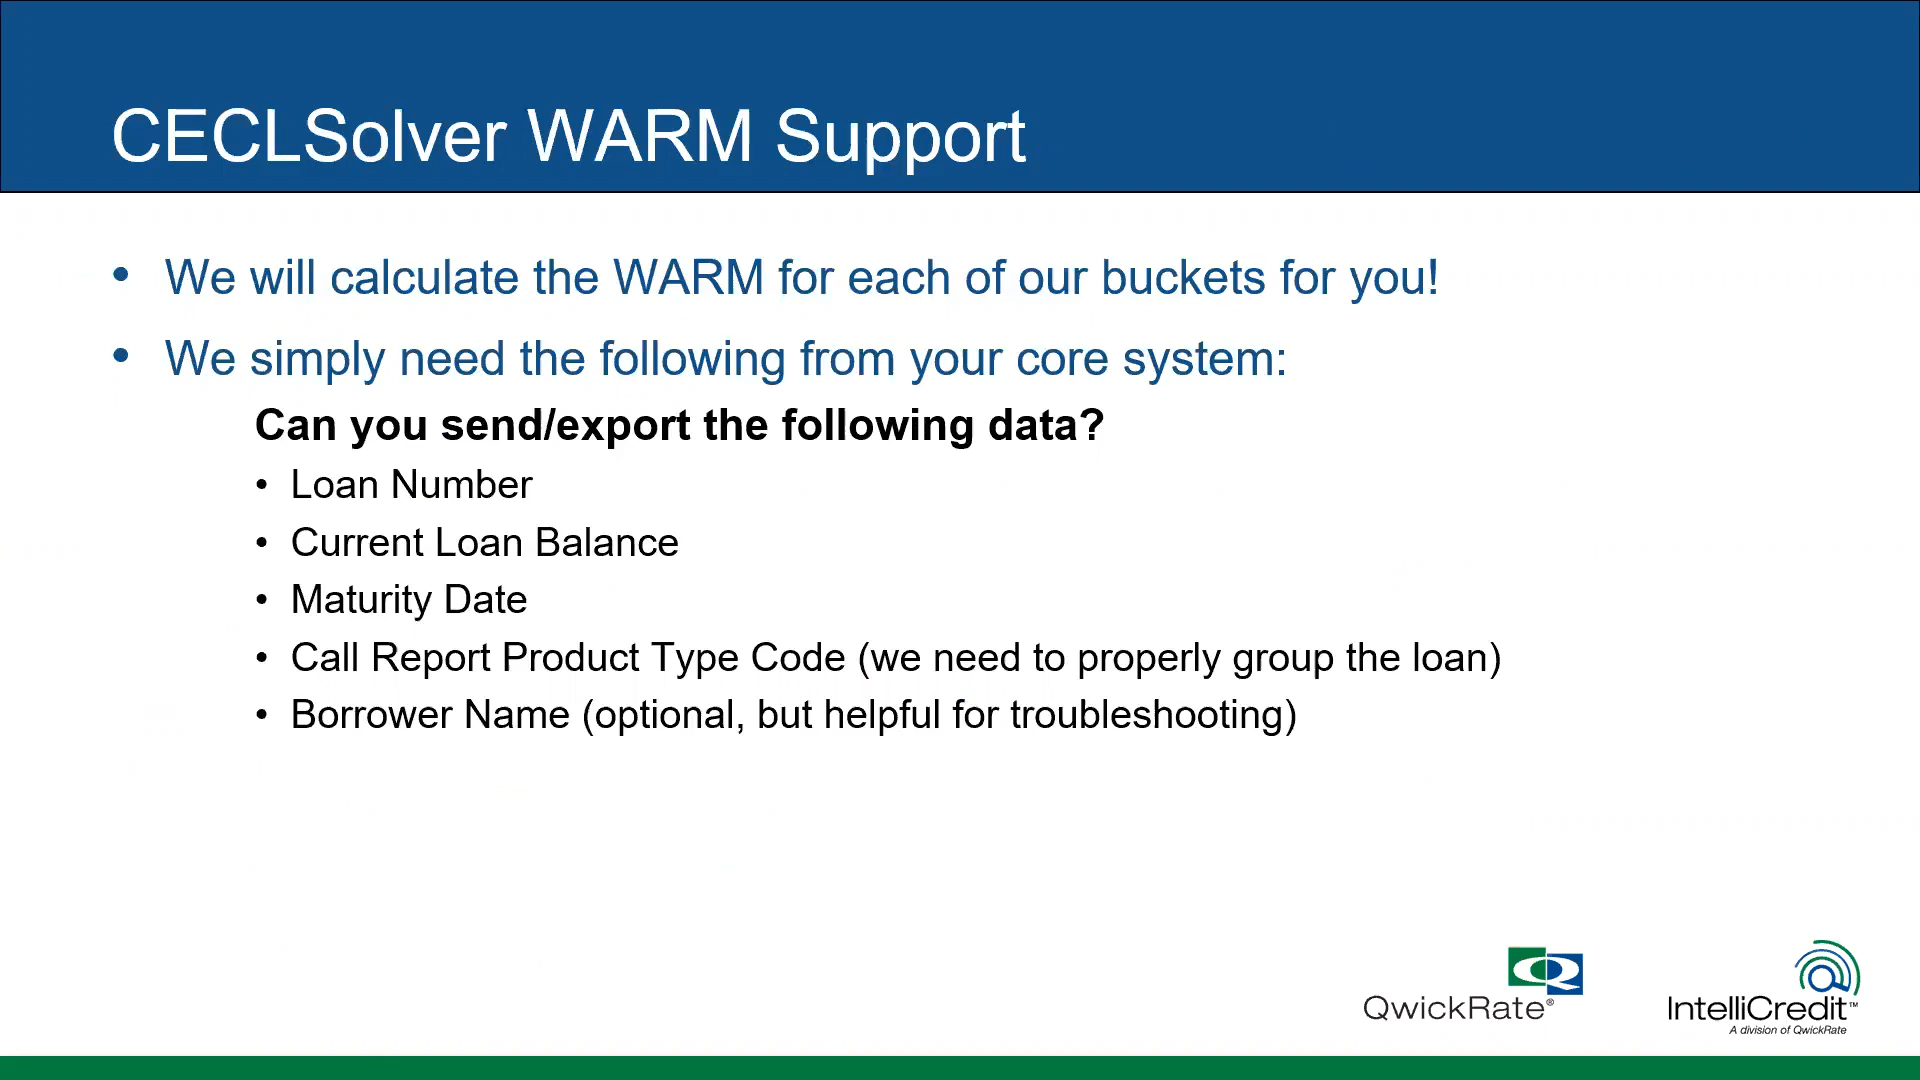 CECLSolver WARM Support
• We will calculate the WARM for each of our buckets for you!
• We simply need the following from your core system:
Can you send/export the following data?
• Loan Number
• Current Loan Balance
• Maturity Date
• Call Report Product Type Code (we need to properly group the loan)
• Borrower Name (optional, but helpful for troubleshooting)
QwickRate®
IntelliCredit™
A division of QwickRate